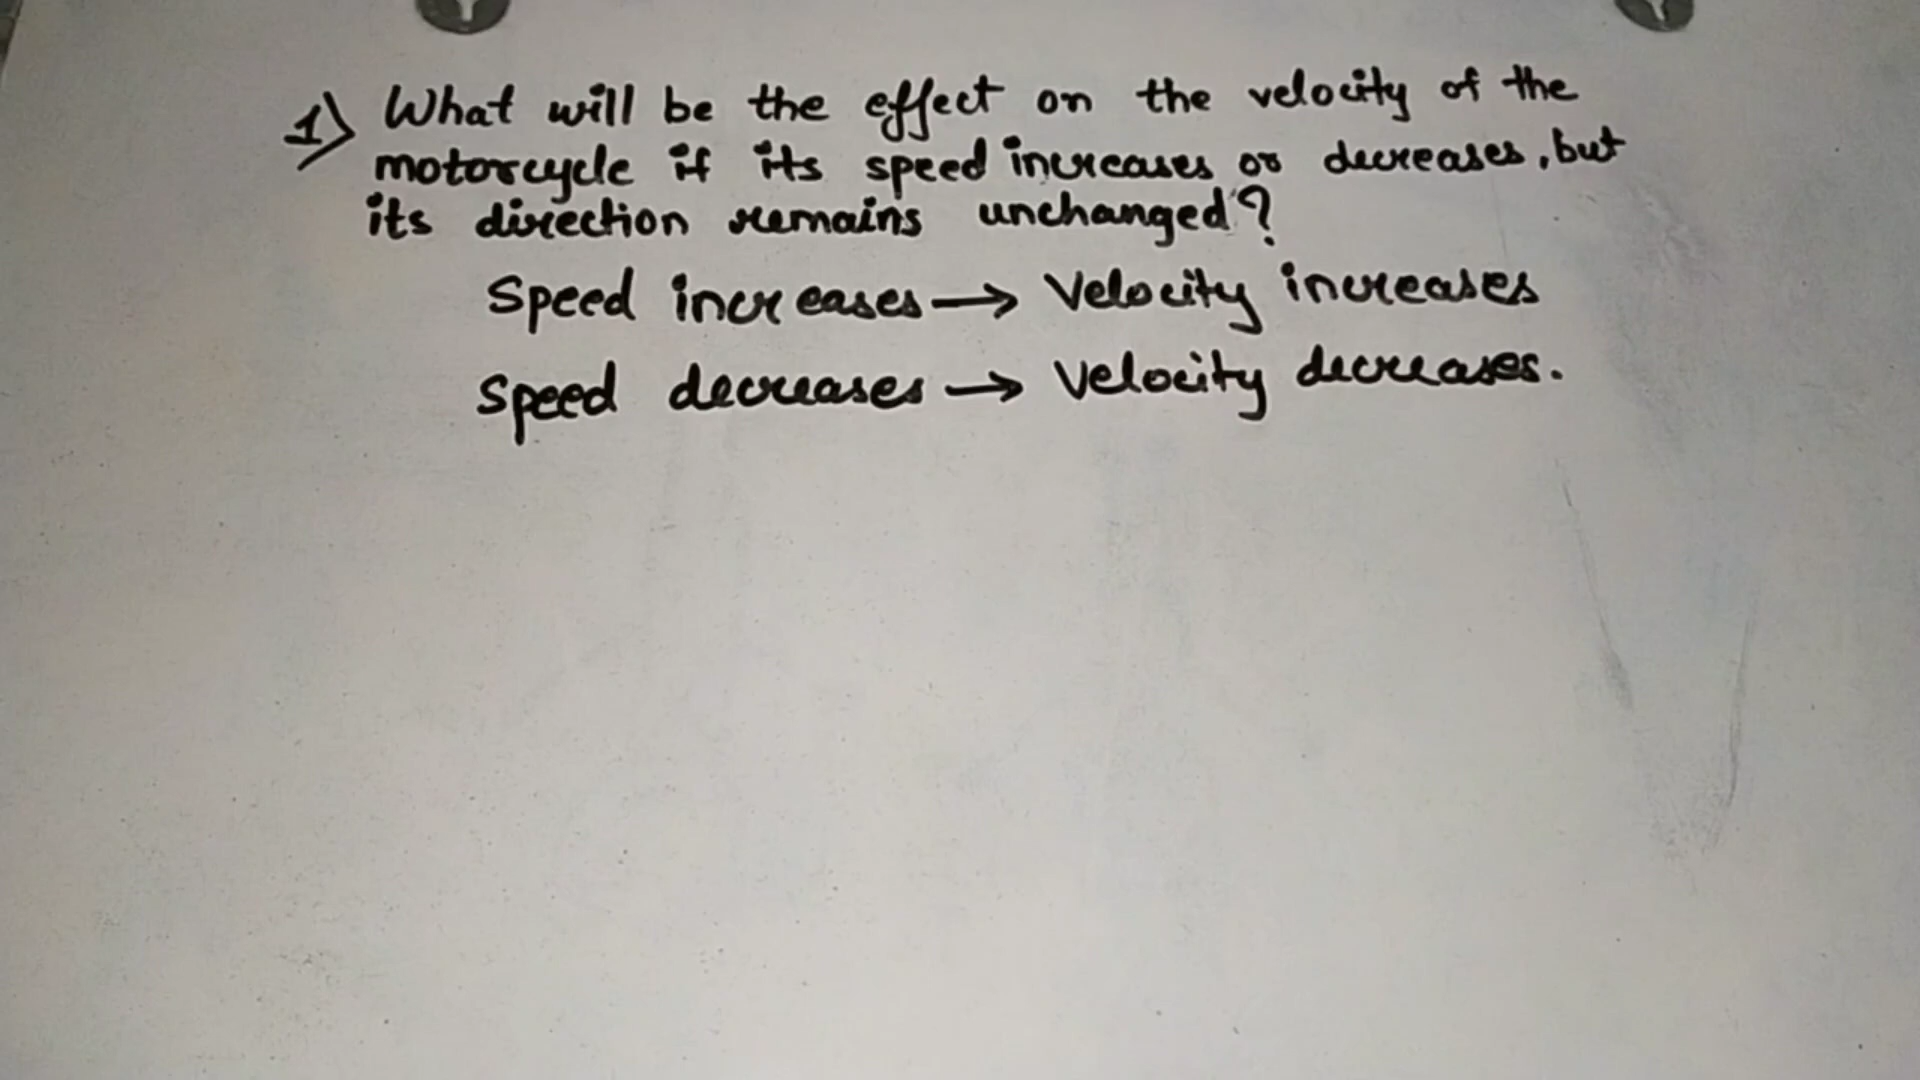 1) What will be the effect on the velocity of the
motorcycle if its speed increases or decreases, but
its direction remains unchanged?
Speed increases → Velocity increases
Speed decreases → Velocity decreases.